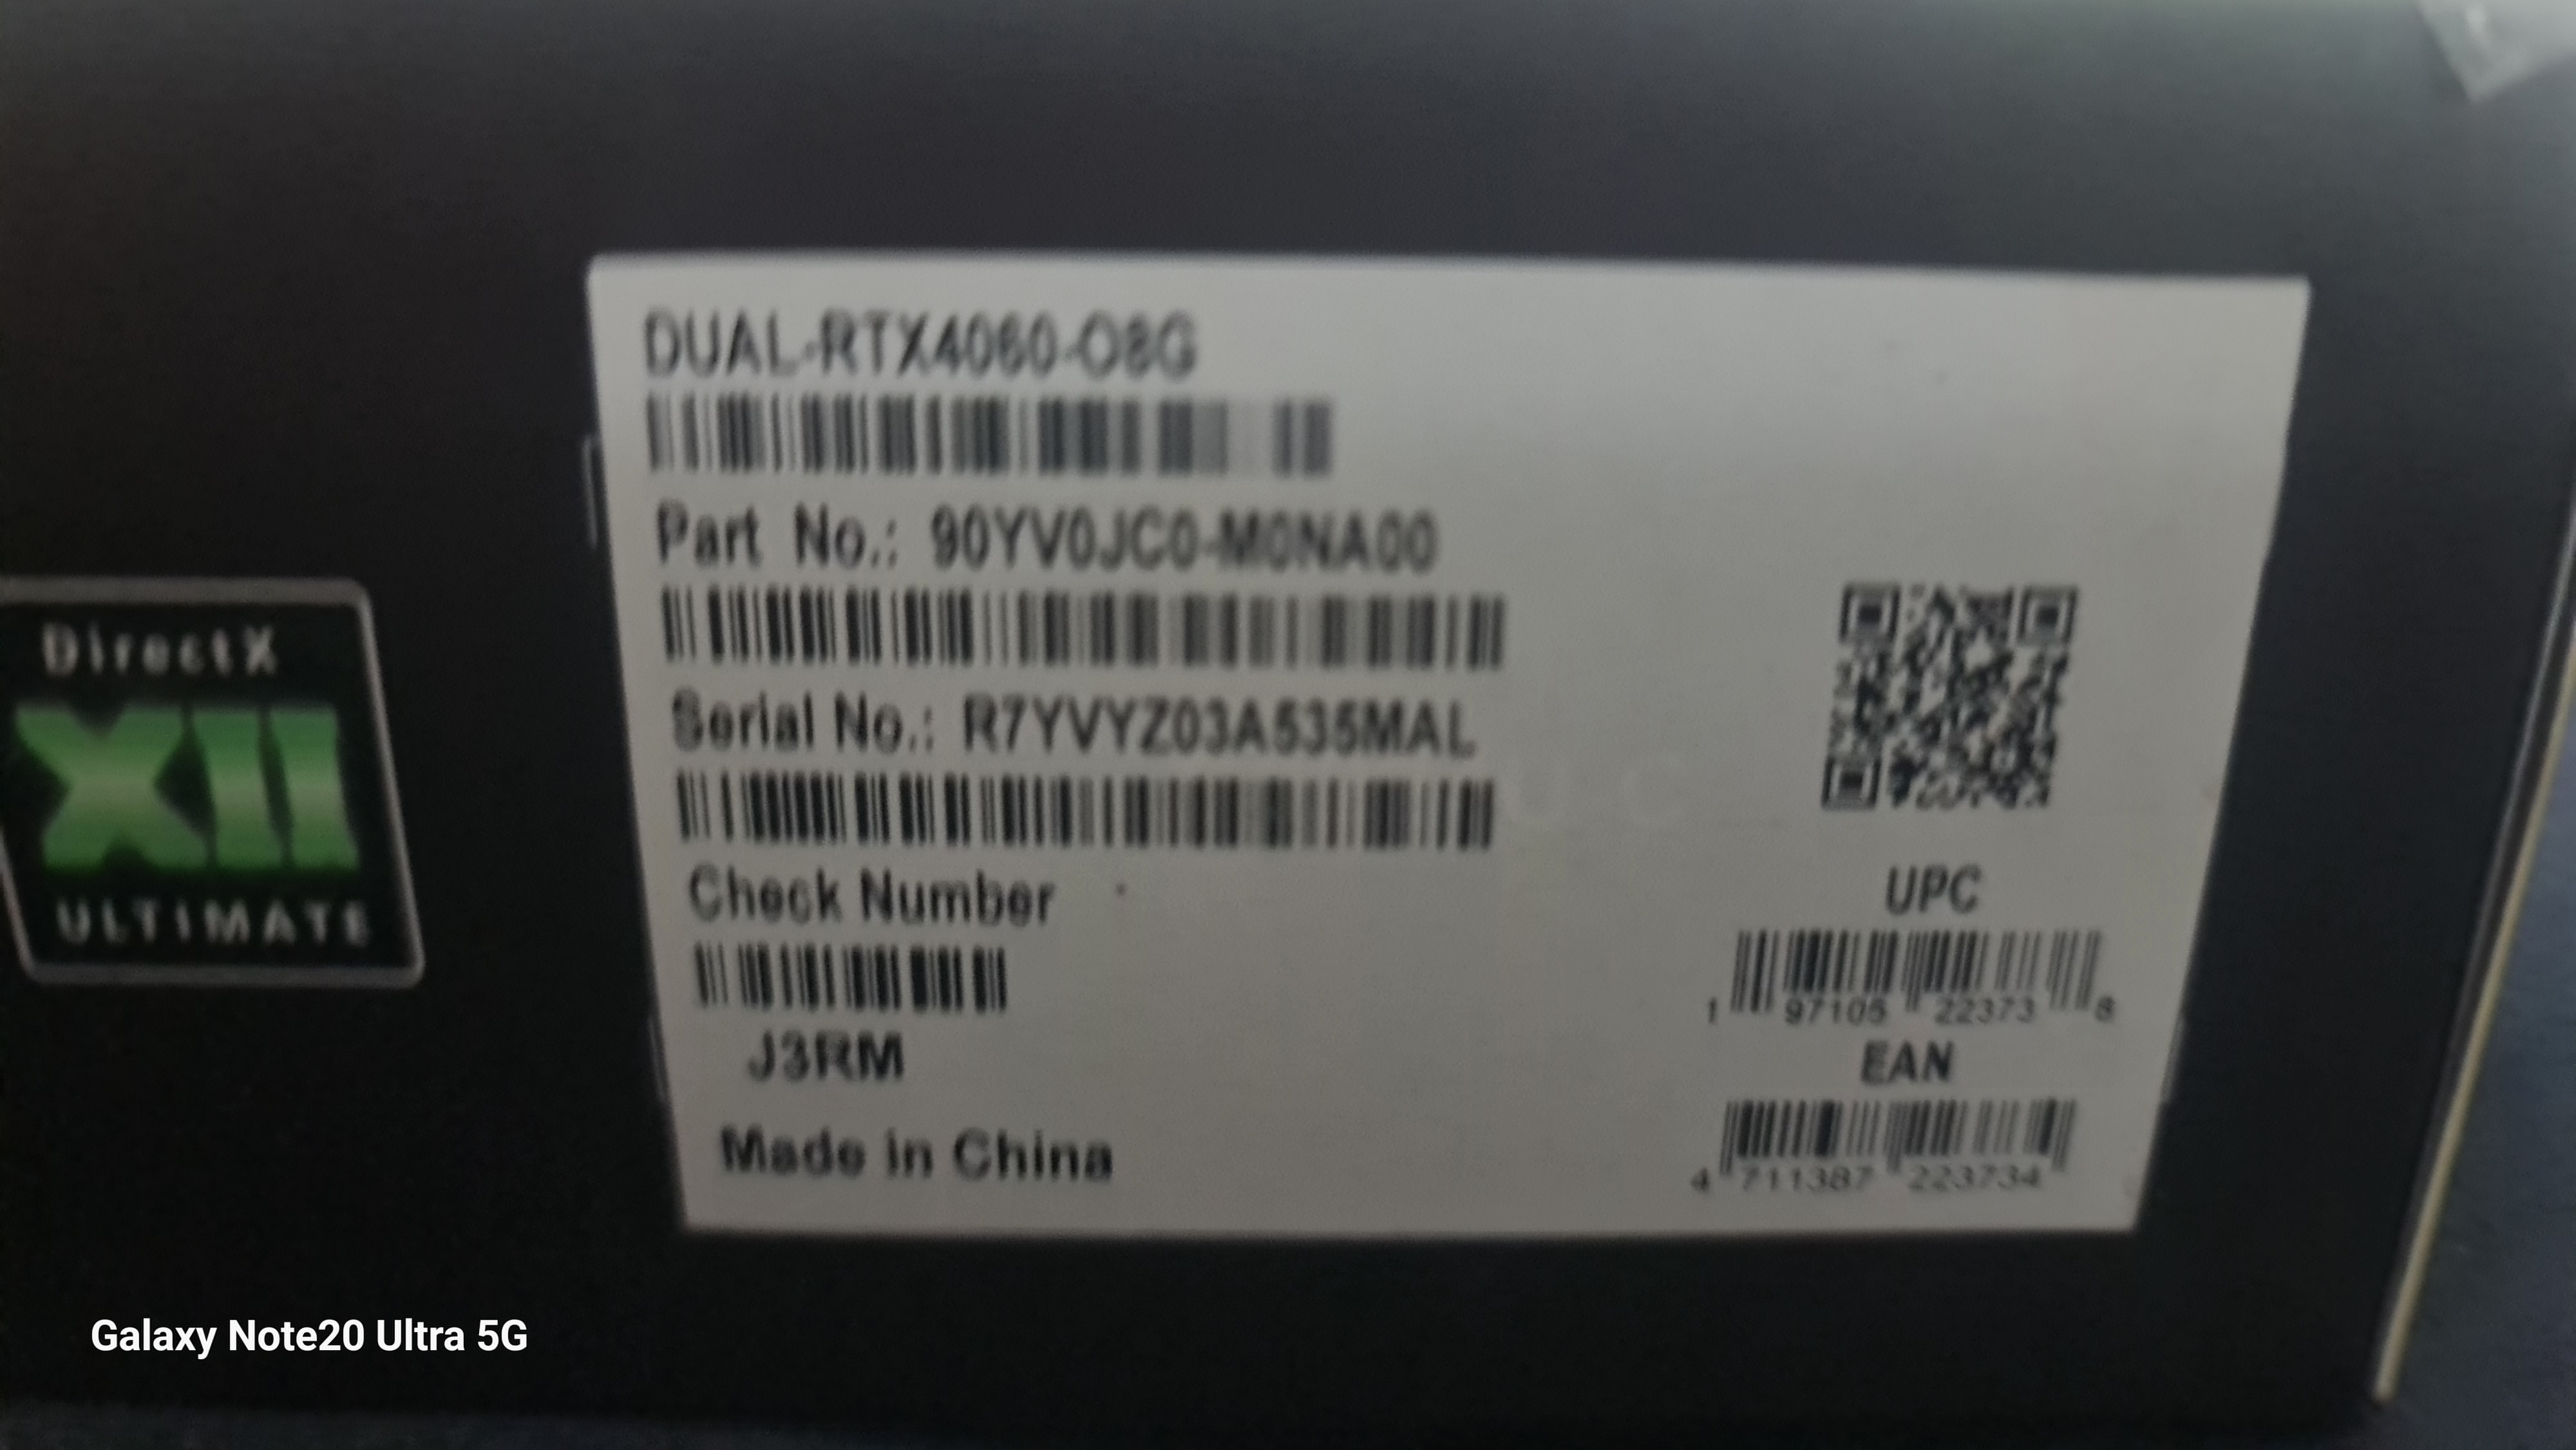 DUAL-RTX4060-O8G
Part No.: 90YV0JC0-M0NA00
Serial No.: R7YVYZ03A535MAL
Check Number
J3RM
Made in China
UPC
1 97105 22373 8
EAN
4 711387 223734
DirectX
XII
ULTIMATE
Galaxy Note20 Ultra 5G